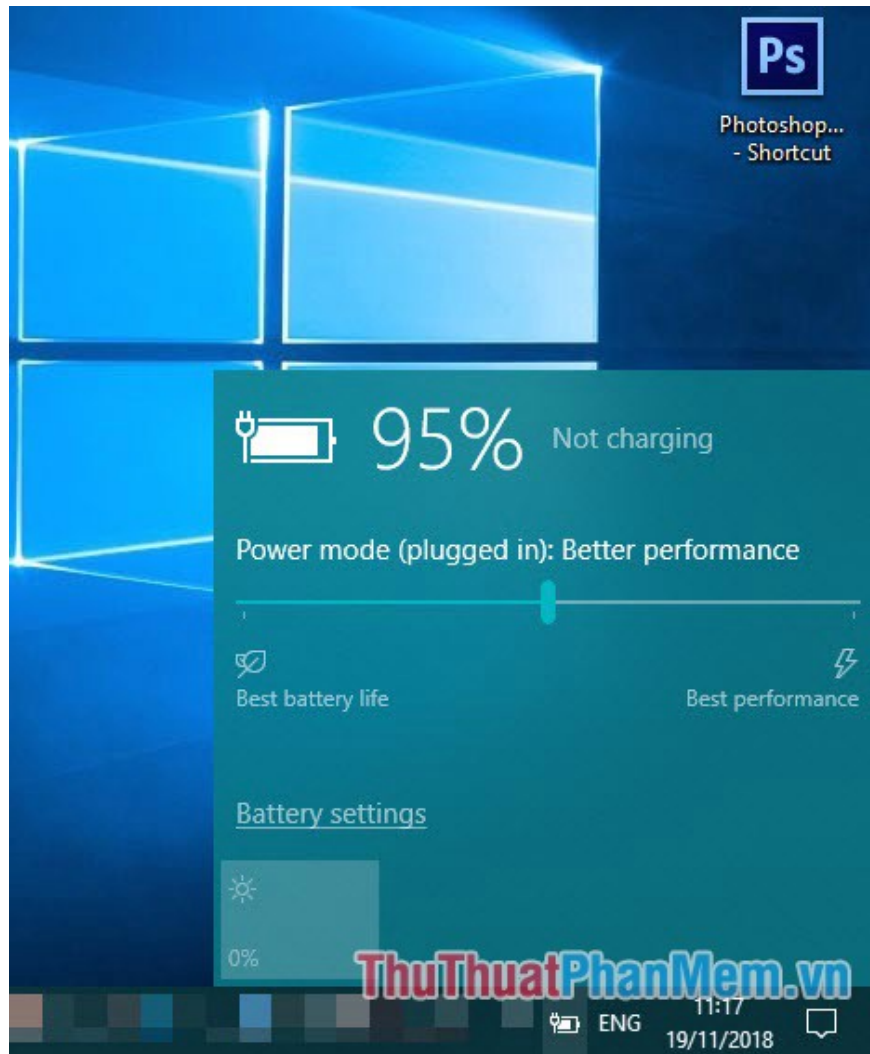 Ps
Photoshop...
- Shortcut
95% Not charging
Power mode (plugged in): Better performance
Best battery life Best performance
Battery settings
0%
ThuThuatPhanMem.vn
ENG 11:17
19/11/2018